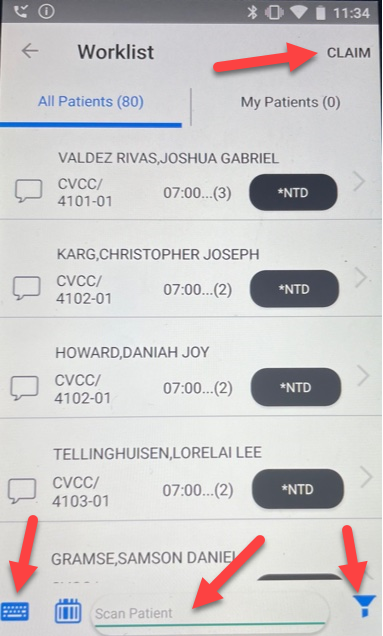 11:34
Worklist
CLAIM
All Patients (80)
My Patients (0)
VALDEZ RIVAS,JOSHUA GABRIEL
CVCC/
4101-01
07:00...(3)
*NTD
KARG,CHRISTOPHER JOSEPH
CVCC/
4102-01
07:00...(2)
*NTD
HOWARD,DANIAH JOY
CVCC/
4102-01
07:00...(2)
*NTD
TELLINGHUISEN,LORELAI LEE
CVCC/
4103-01
07:00...(2)
*NTD
GRAMSE,SAMSON DANIEL
Scan Patient